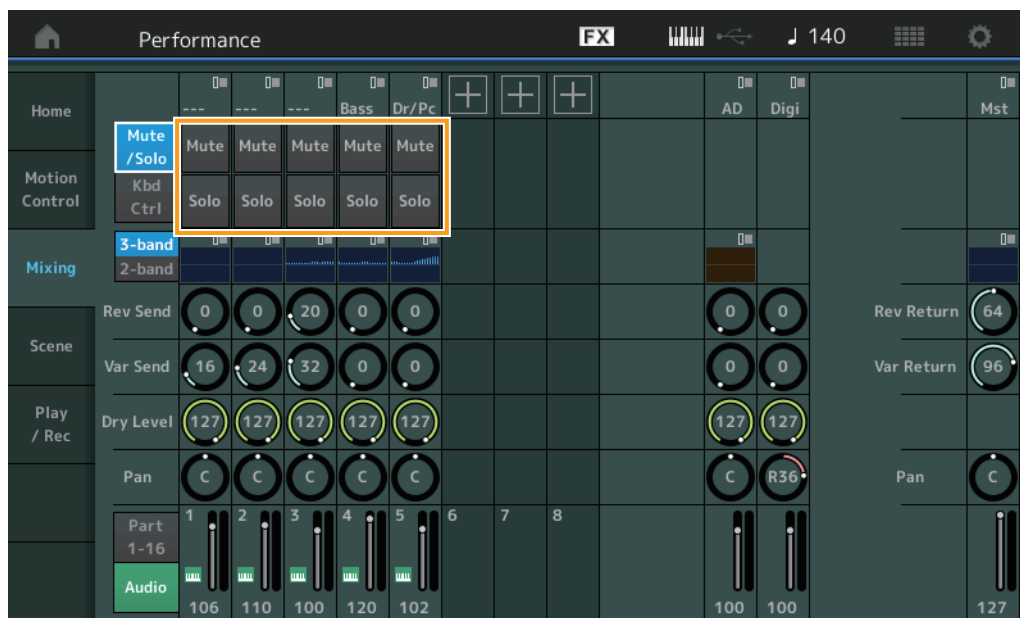 Performance FX 140
Home
--- --- --- Bass Dr/Pc AD Digi Mst
Mute
/Solo
Mute Mute Mute Mute Mute
Motion
Control
Kbd
Ctrl
Solo Solo Solo Solo Solo
Mixing
3-band
2-band
Rev Send 0 0 20 0 0 0 0 Rev Return 64
Scene
Var Send 16 24 32 0 0 0 0 Var Return 96
Play
/ Rec
Dry Level 127 127 127 127 127 127 127
Pan C C C C C C R36 Pan C
Part
1-16
1 2 3 4 5 6 7 8
Audio
106 110 100 120 102 100 100 127